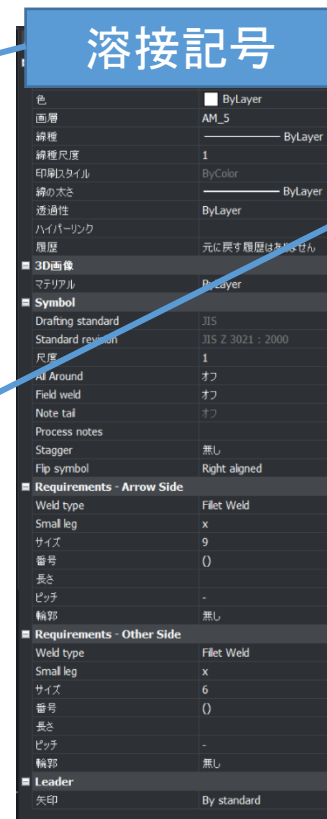 溶接記号
色 ByLayer
画層 AM_5
線種 ByLayer
線種尺度 1
印刷スタイル ByColor
線の太さ ByLayer
透過性 ByLayer
ハイパーリンク
履歴 元に戻す履歴はありません
3D画像
マテリアル ByLayer
Symbol
Drafting standard JIS
Standard revision JIS Z 3021 : 2000
尺度 1
All Around オフ
Field weld オフ
Note tail オフ
Process notes
Stagger 無し
Flip symbol Right aligned
Requirements - Arrow Side
Weld type Fillet Weld
Small leg x
サイズ 9
番号 ()
長さ
ピッチ -
輪郭 無し
Requirements - Other Side
Weld type Fillet Weld
Small leg x
サイズ 6
番号 ()
長さ
ピッチ -
輪郭 無し
Leader
矢印 By standard